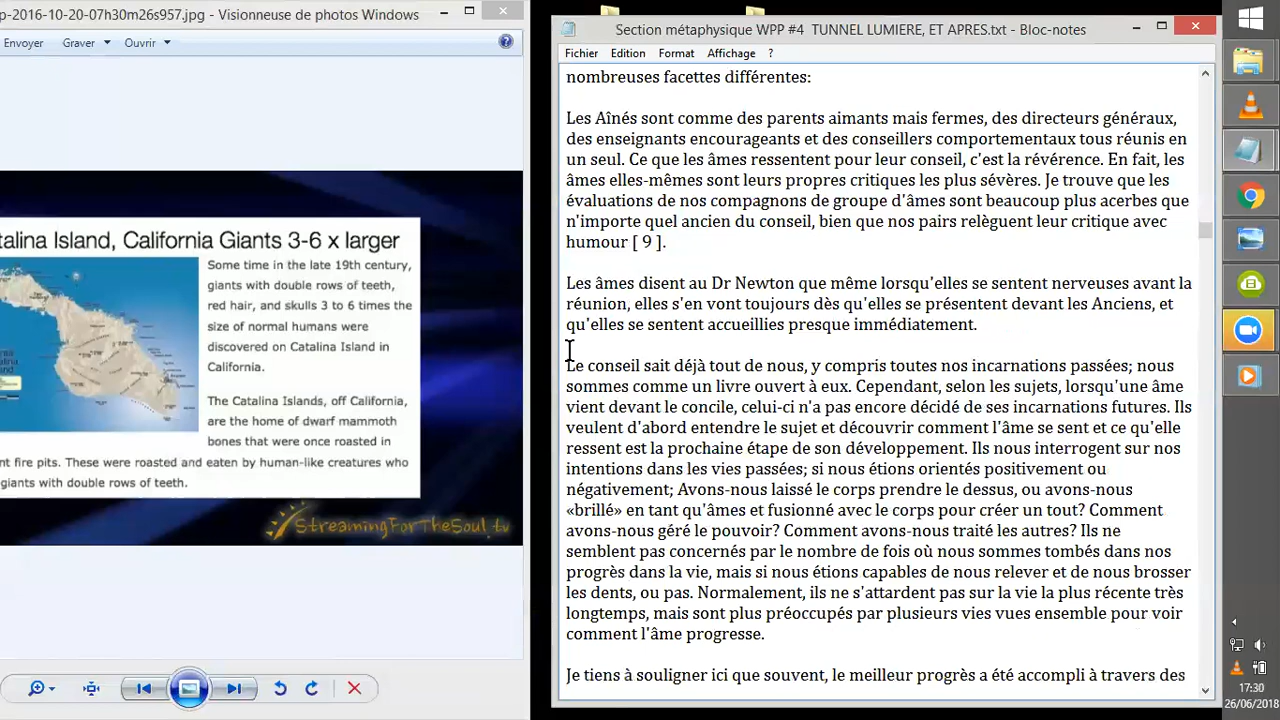 -2016-10-20-07h30m26s957.jpg - Visionneuse de photos Windows
Envoyer Graver Ouvrir
atalina Island, California Giants 3-6 x larger
Some time in the late 19th century,
giants with double rows of teeth,
red hair, and skulls 3 to 6 times the
size of normal humans were
discovered on Catalina Island in
California.
The Catalina Islands, off California,
are the home of dwarf mammoth
bones that were once roasted in
nt fire pits. These were roasted and eaten by human-like creatures who
giants with double rows of teeth.
StreamingForTheSoul.tv
Section métaphysique WPP #4 TUNNEL LUMIERE, ET APRES.txt - Bloc-notes
Fichier Edition Format Affichage ?
nombreuses facettes différentes:
Les Aînés sont comme des parents aimants mais fermes, des directeurs généraux,
des enseignants encourageants et des conseillers comportementaux tous réunis en
un seul. Ce que les âmes ressentent pour leur conseil, c'est la révérence. En fait, les
âmes elles-mêmes sont leurs propres critiques les plus sévères. Je trouve que les
évaluations de nos compagnons de groupe d'âmes sont beaucoup plus acerbes que
n'importe quel ancien du conseil, bien que nos pairs relèguent leur critique avec
humour [ 9 ].
Les âmes disent au Dr Newton que même lorsqu'elles se sentent nerveuses avant la
réunion, elles s'en vont toujours dès qu'elles se présentent devant les Anciens, et
qu'elles se sentent accueillies presque immédiatement.
Le conseil sait déjà tout de nous, y compris toutes nos incarnations passées; nous
sommes comme un livre ouvert à eux. Cependant, selon les sujets, lorsqu'une âme
vient devant le concile, celui-ci n'a pas encore décidé de ses incarnations futures. Ils
veulent d'abord entendre le sujet et découvrir comment l'âme se sent et ce qu'elle
ressent est la prochaine étape de son développement. Ils nous interrogent sur nos
intentions dans les vies passées; si nous étions orientés positivement ou
négativement; Avons-nous laissé le corps prendre le dessus, ou avons-nous
«brillé» en tant qu'âmes et fusionné avec le corps pour créer un tout? Comment
avons-nous géré le pouvoir? Comment avons-nous traité les autres? Ils ne
semblent pas concernés par le nombre de fois où nous sommes tombés dans nos
progrès dans la vie, mais si nous étions capables de nous relever et de nous brosser
les dents, ou pas. Normalement, ils ne s'attardent pas sur la vie la plus récente très
longtemps, mais sont plus préoccupés par plusieurs vies vues ensemble pour voir
comment l'âme progresse.
Je tiens à souligner ici que souvent, le meilleur progrès a été accompli à travers des
17:30
26/06/2018